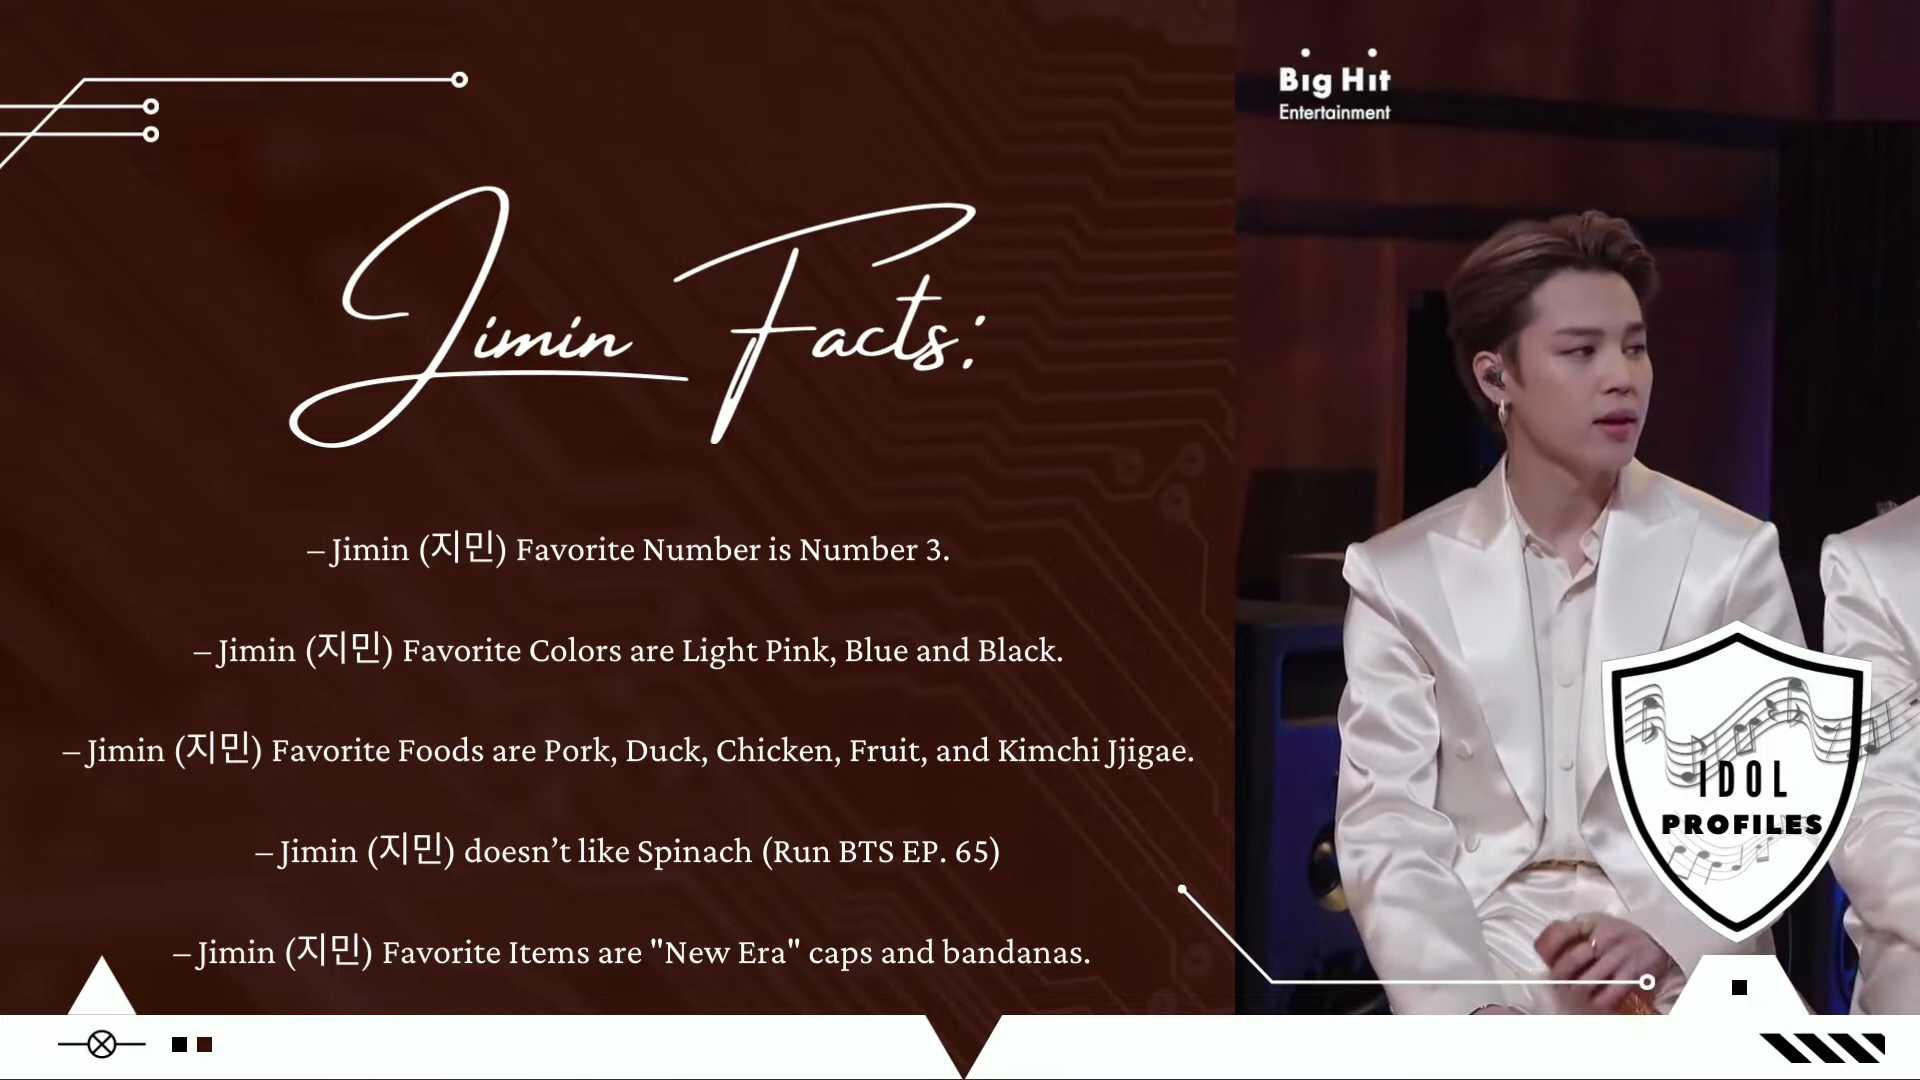 Big Hit
Entertainment
Jimin Facts:
– Jimin (지민) Favorite Number is Number 3.
– Jimin (지민) Favorite Colors are Light Pink, Blue and Black.
– Jimin (지민) Favorite Foods are Pork, Duck, Chicken, Fruit, and Kimchi Jjigae.
– Jimin (지민) doesn’t like Spinach (Run BTS EP. 65)
– Jimin (지민) Favorite Items are "New Era" caps and bandanas.
IDOL
PROFILES